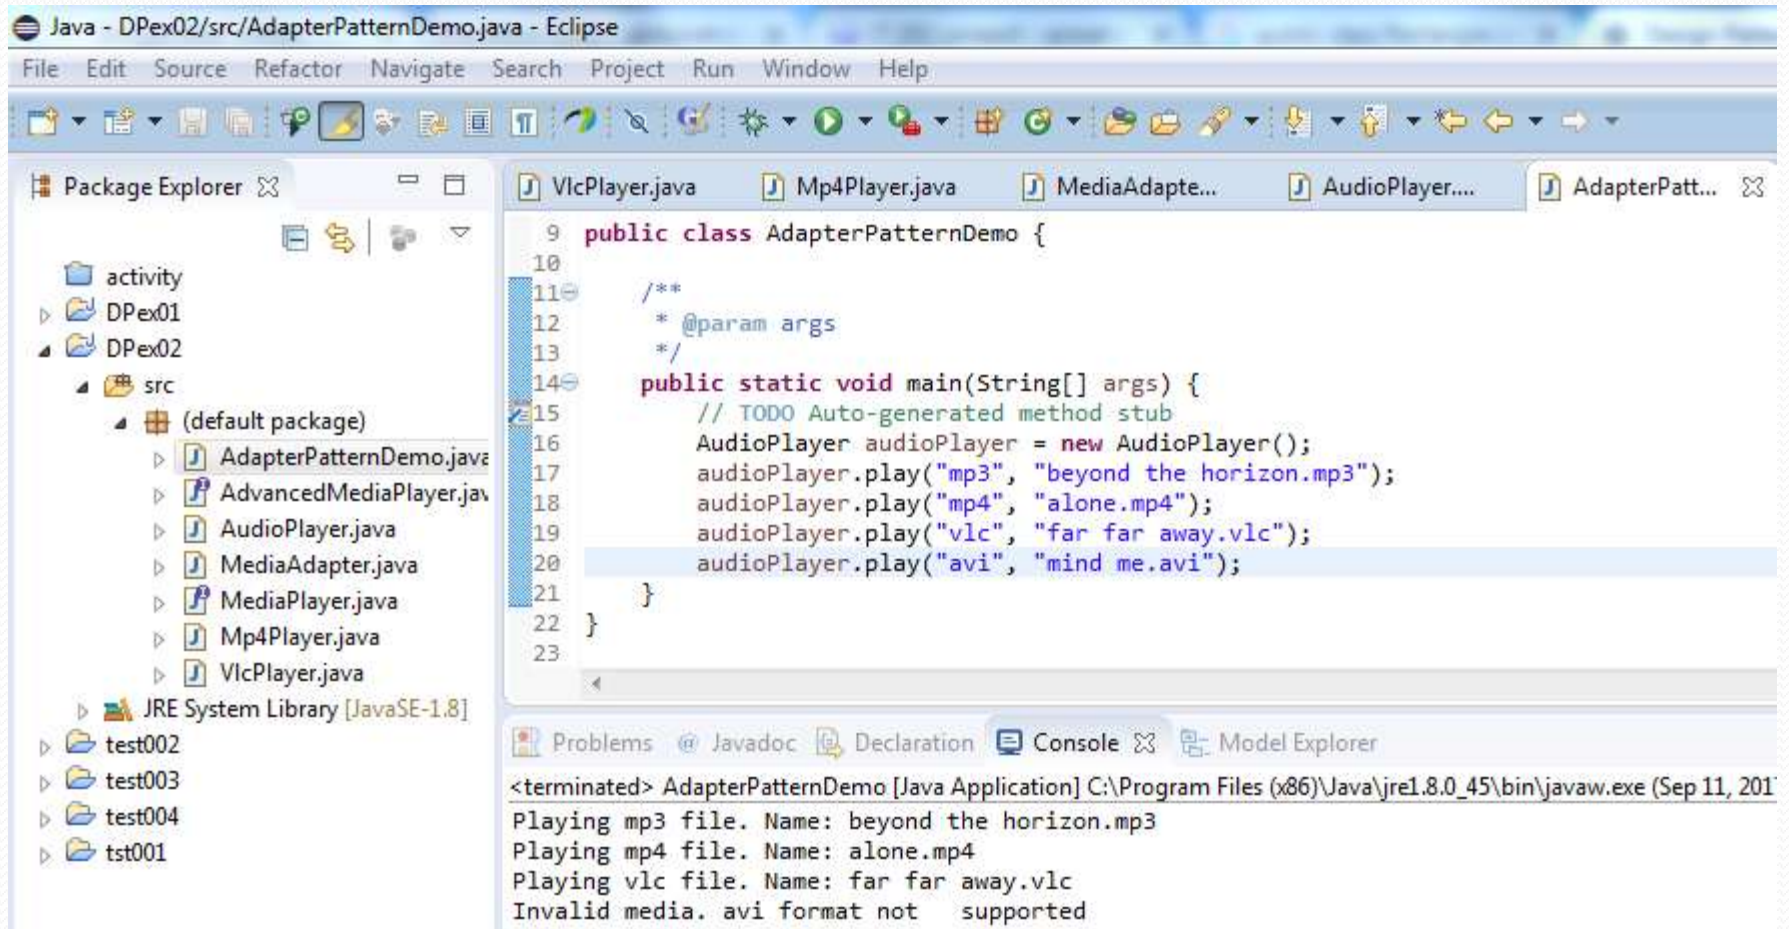 Java - DPex02/src/AdapterPatternDemo.java - Eclipse
File Edit Source Refactor Navigate Search Project Run Window Help
Package Explorer
activity
DPex01
DPex02
src
(default package)
AdapterPatternDemo.java
AdvancedMediaPlayer.jav
AudioPlayer.java
MediaAdapter.java
MediaPlayer.java
Mp4Player.java
VlcPlayer.java
JRE System Library [JavaSE-1.8]
test002
test003
test004
tst001
VlcPlayer.java Mp4Player.java MediaAdapte... AudioPlayer.... AdapterPatt...
9 public class AdapterPatternDemo {
10
11 /**
12 * @param args
13 */
14 public static void main(String[] args) {
15 // TODO Auto-generated method stub
16 AudioPlayer audioPlayer = new AudioPlayer();
17 audioPlayer.play("mp3", "beyond the horizon.mp3");
18 audioPlayer.play("mp4", "alone.mp4");
19 audioPlayer.play("vlc", "far far away.vlc");
20 audioPlayer.play("avi", "mind me.avi");
21 }
22 }
23
Problems @ Javadoc Declaration Console Model Explorer
<terminated> AdapterPatternDemo [Java Application] C:\Program Files (x86)\Java\jre1.8.0_45\bin\javaw.exe (Sep 11, 201
Playing mp3 file. Name: beyond the horizon.mp3
Playing mp4 file. Name: alone.mp4
Playing vlc file. Name: far far away.vlc
Invalid media. avi format not   supported